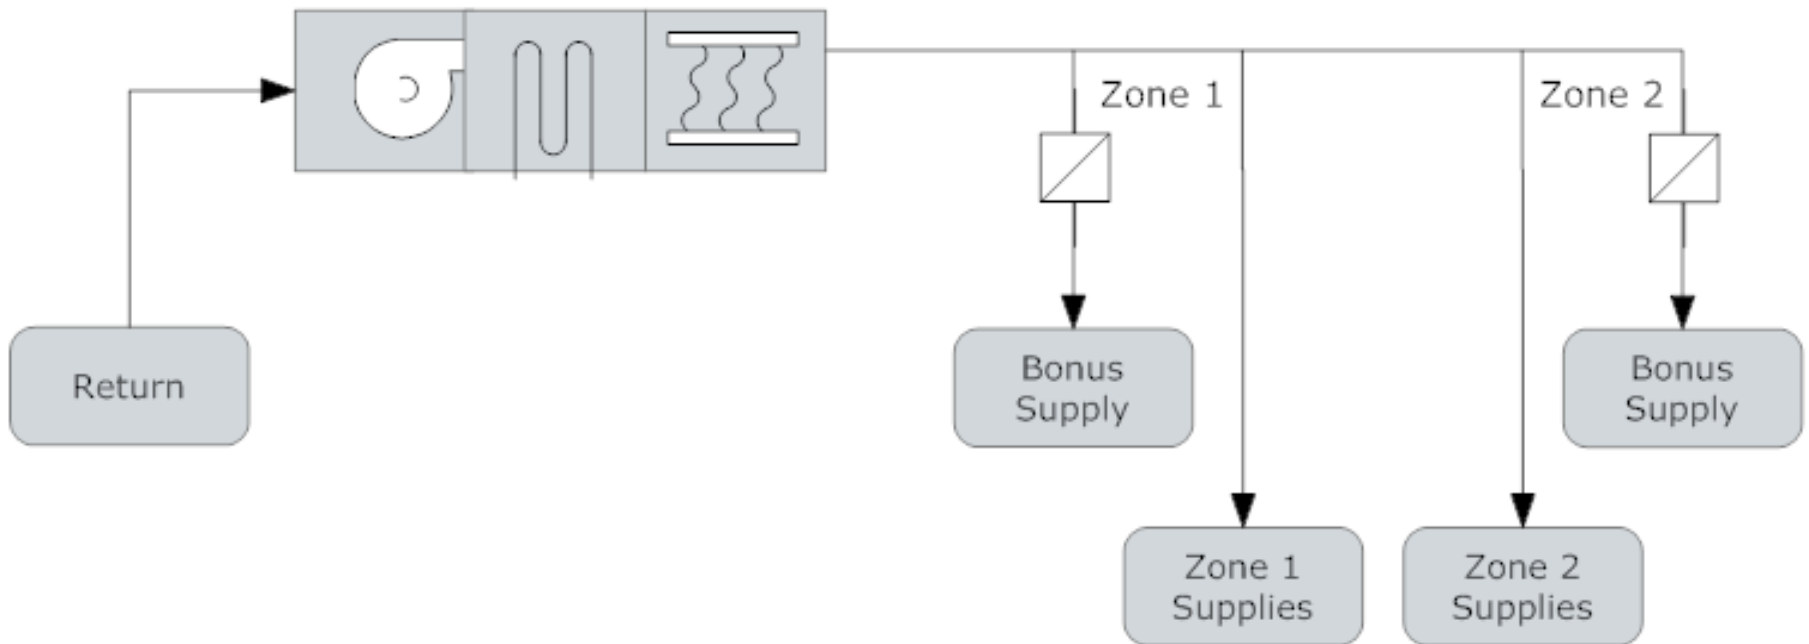 Zone 1
Zone 2
Return
Bonus
Supply
Bonus
Supply
Zone 1
Supplies
Zone 2
Supplies